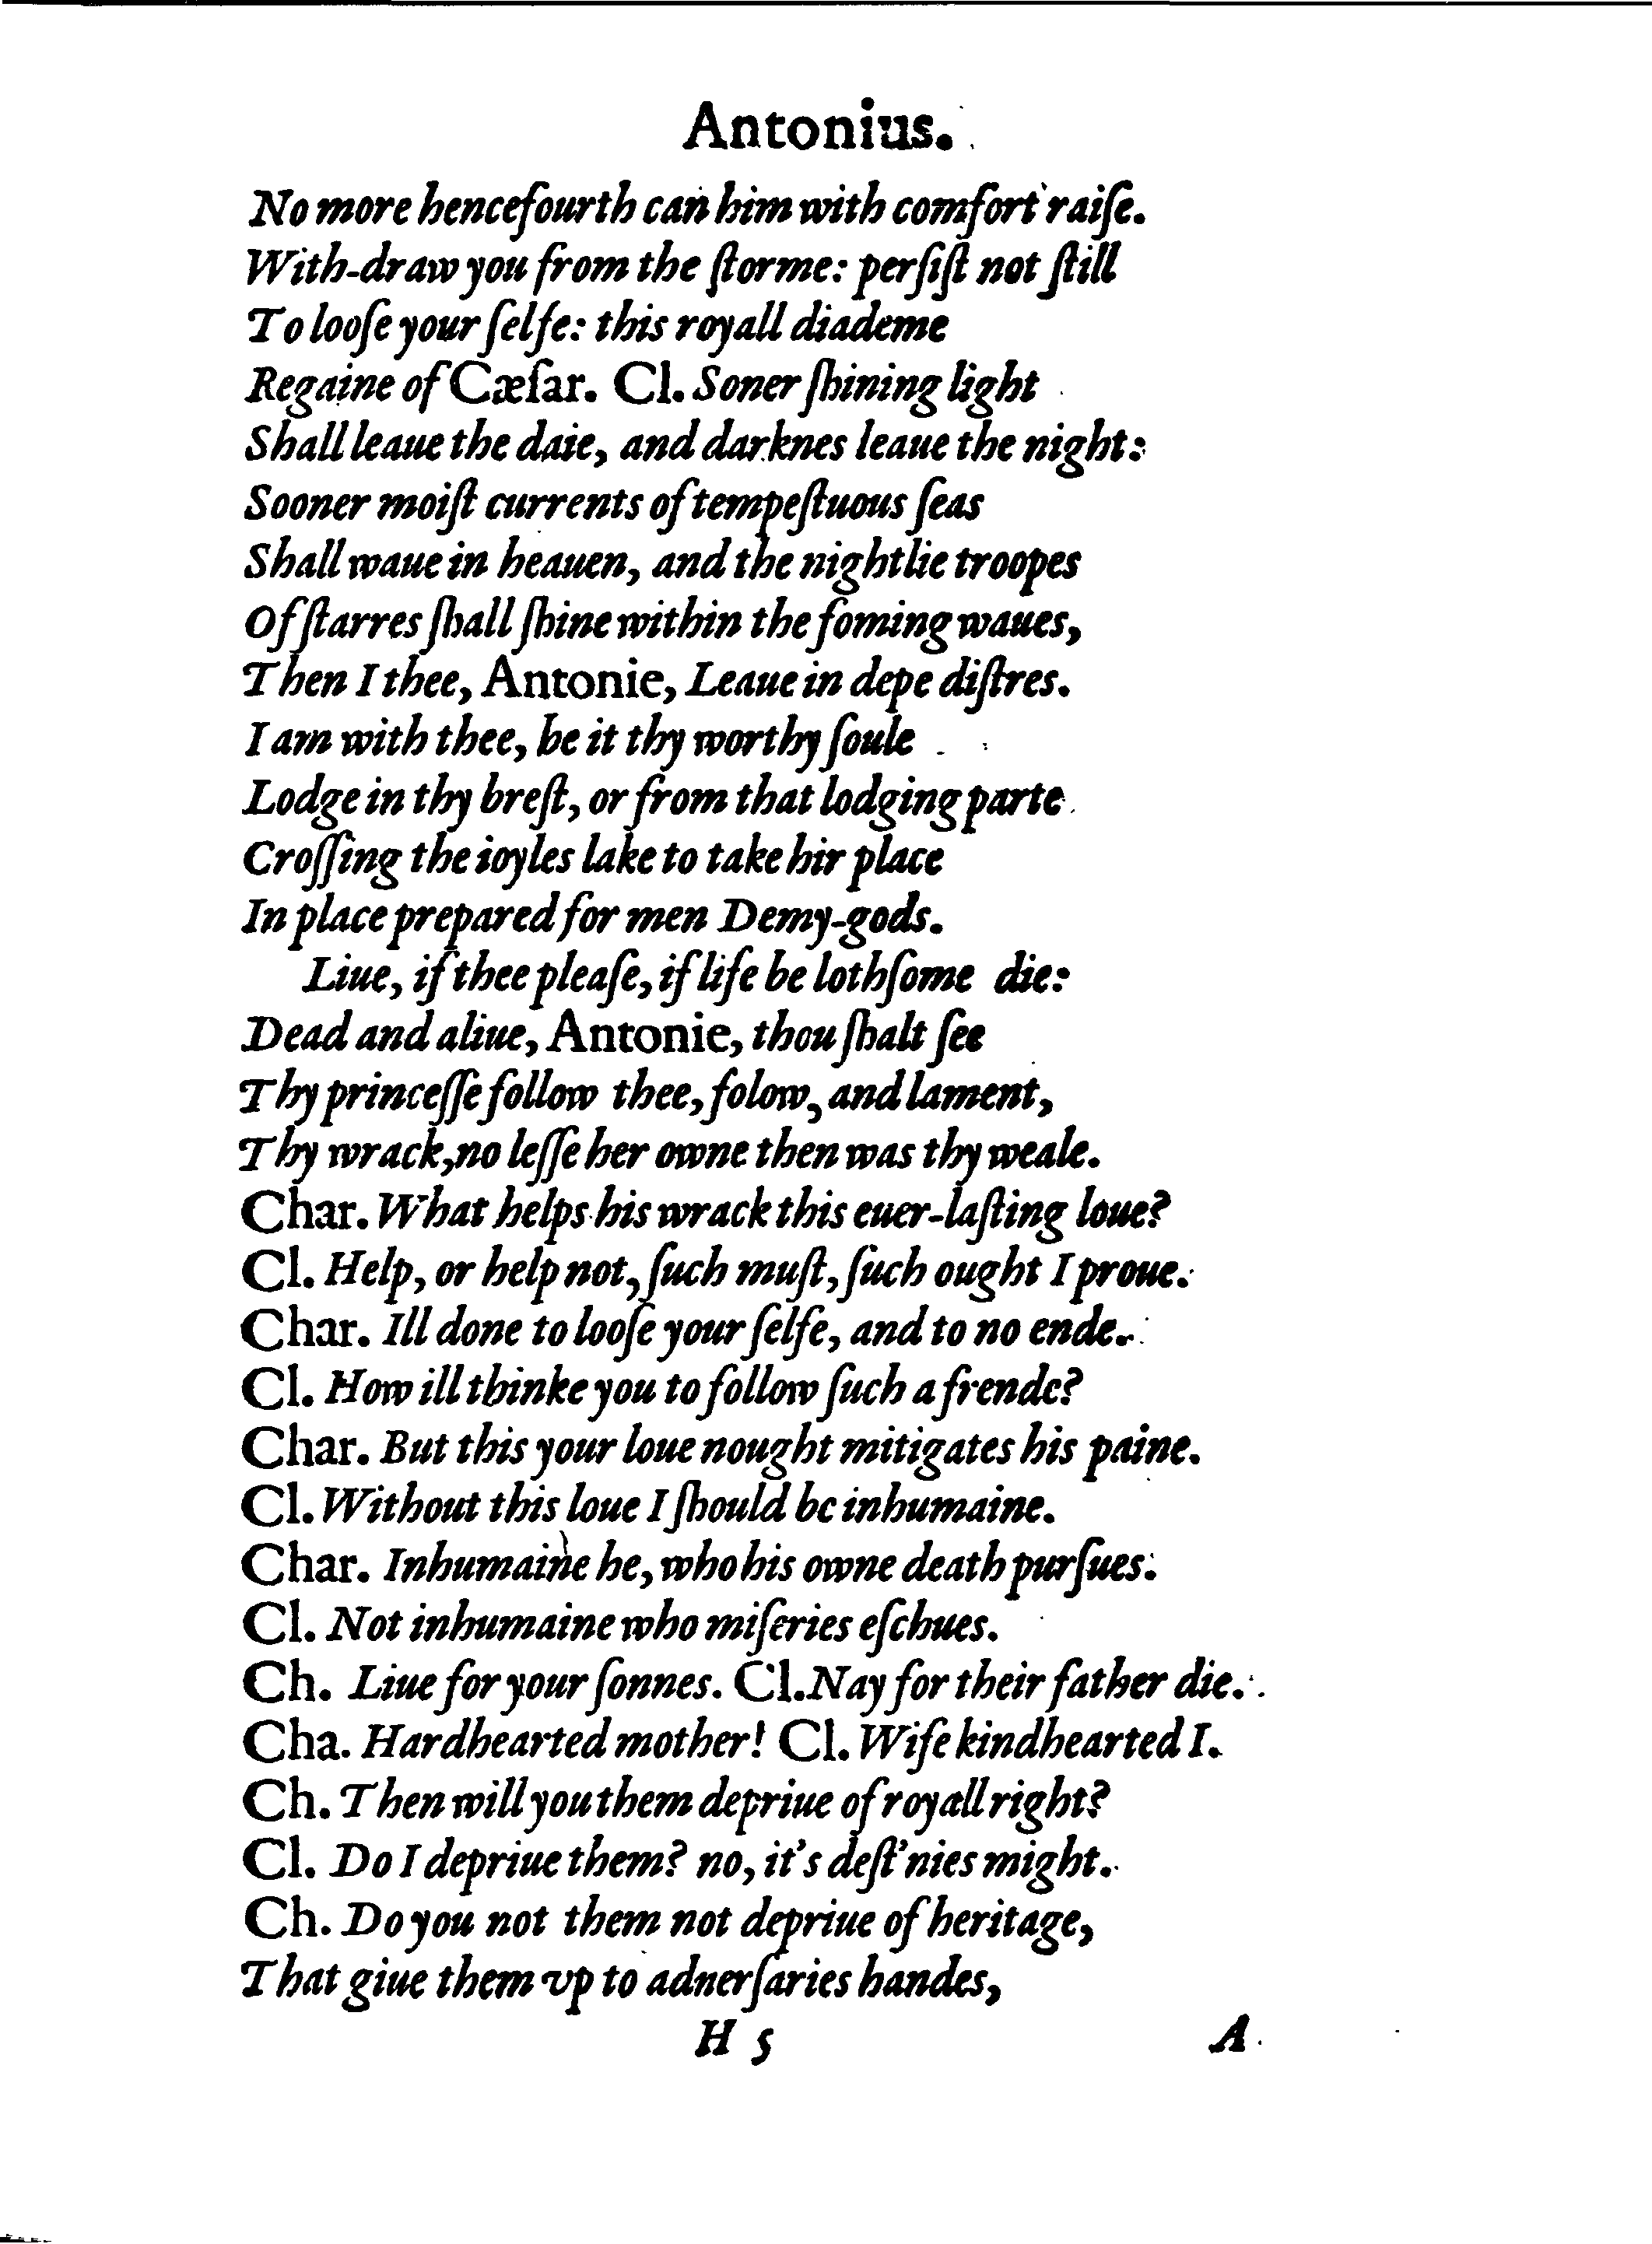 Antonius.
No more hencefourth can him with comfort raiſe.
With-draw you from the ſtorme: perſiſt not ſtill
To looſe your ſelfe: this royall diademe
Regaine of Cæſar. Cl. Soner ſhining light
Shall leaue the daie, and darknes leaue the night:
Sooner moiſt currents of tempeſtuous ſeas
Shall waue in heauen, and the nightlie troopes
Of ſtarres ſhall ſhine within the foming waues,
Then I thee, Antonie, Leaue in depe diſtres.
I am with thee, be it thy worthy ſoule
Lodge in thy breſt, or from that lodging parte
Croſſing the ioyles lake to take hir place
In place prepared for men Demy-gods.
Liue, if thee pleaſe, if life be lothſome die:
Dead and aliue, Antonie, thou ſhalt ſee
Thy princeſſe follow thee, folow, and lament,
Thy wrack, no leſſe her owne then was thy weale.
Char. What helps his wrack this euer-laſting loue?
Cl. Help, or help not, ſuch muſt, ſuch ought I proue.
Char. Ill done to looſe your ſelfe, and to no ende.
Cl. How ill thinke you to follow ſuch a frende?
Char. But this your loue nought mitigates his paine.
Cl. Without this loue I ſhould be inhumaine.
Char. Inhumaine he, who his owne death purſues.
Cl. Not inhumaine who miſeries eſchues.
Ch. Liue for your ſonnes. Cl. Nay for their father die.
Cha. Hardhearted mother! Cl. Wife kindhearted I.
Ch. Then will you them depriue of royall right?
Cl. Do I depriue them? no, it's deſt'nies might.
Ch. Do you not them not depriue of heritage,
That giue them vp to adnerſaries handes,
H 5 A